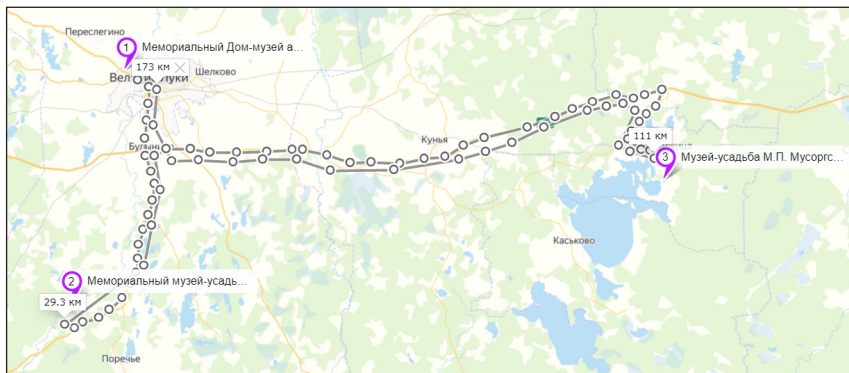 Переслегино
1
Мемориальный Дом-музей а...
173 км
Шелково
Кунья
111 км
3
Музей-усадьба М.П. Мусоргс...
Каськово
2
Мемориальный музей-усадь...
29.3 км
Поречье